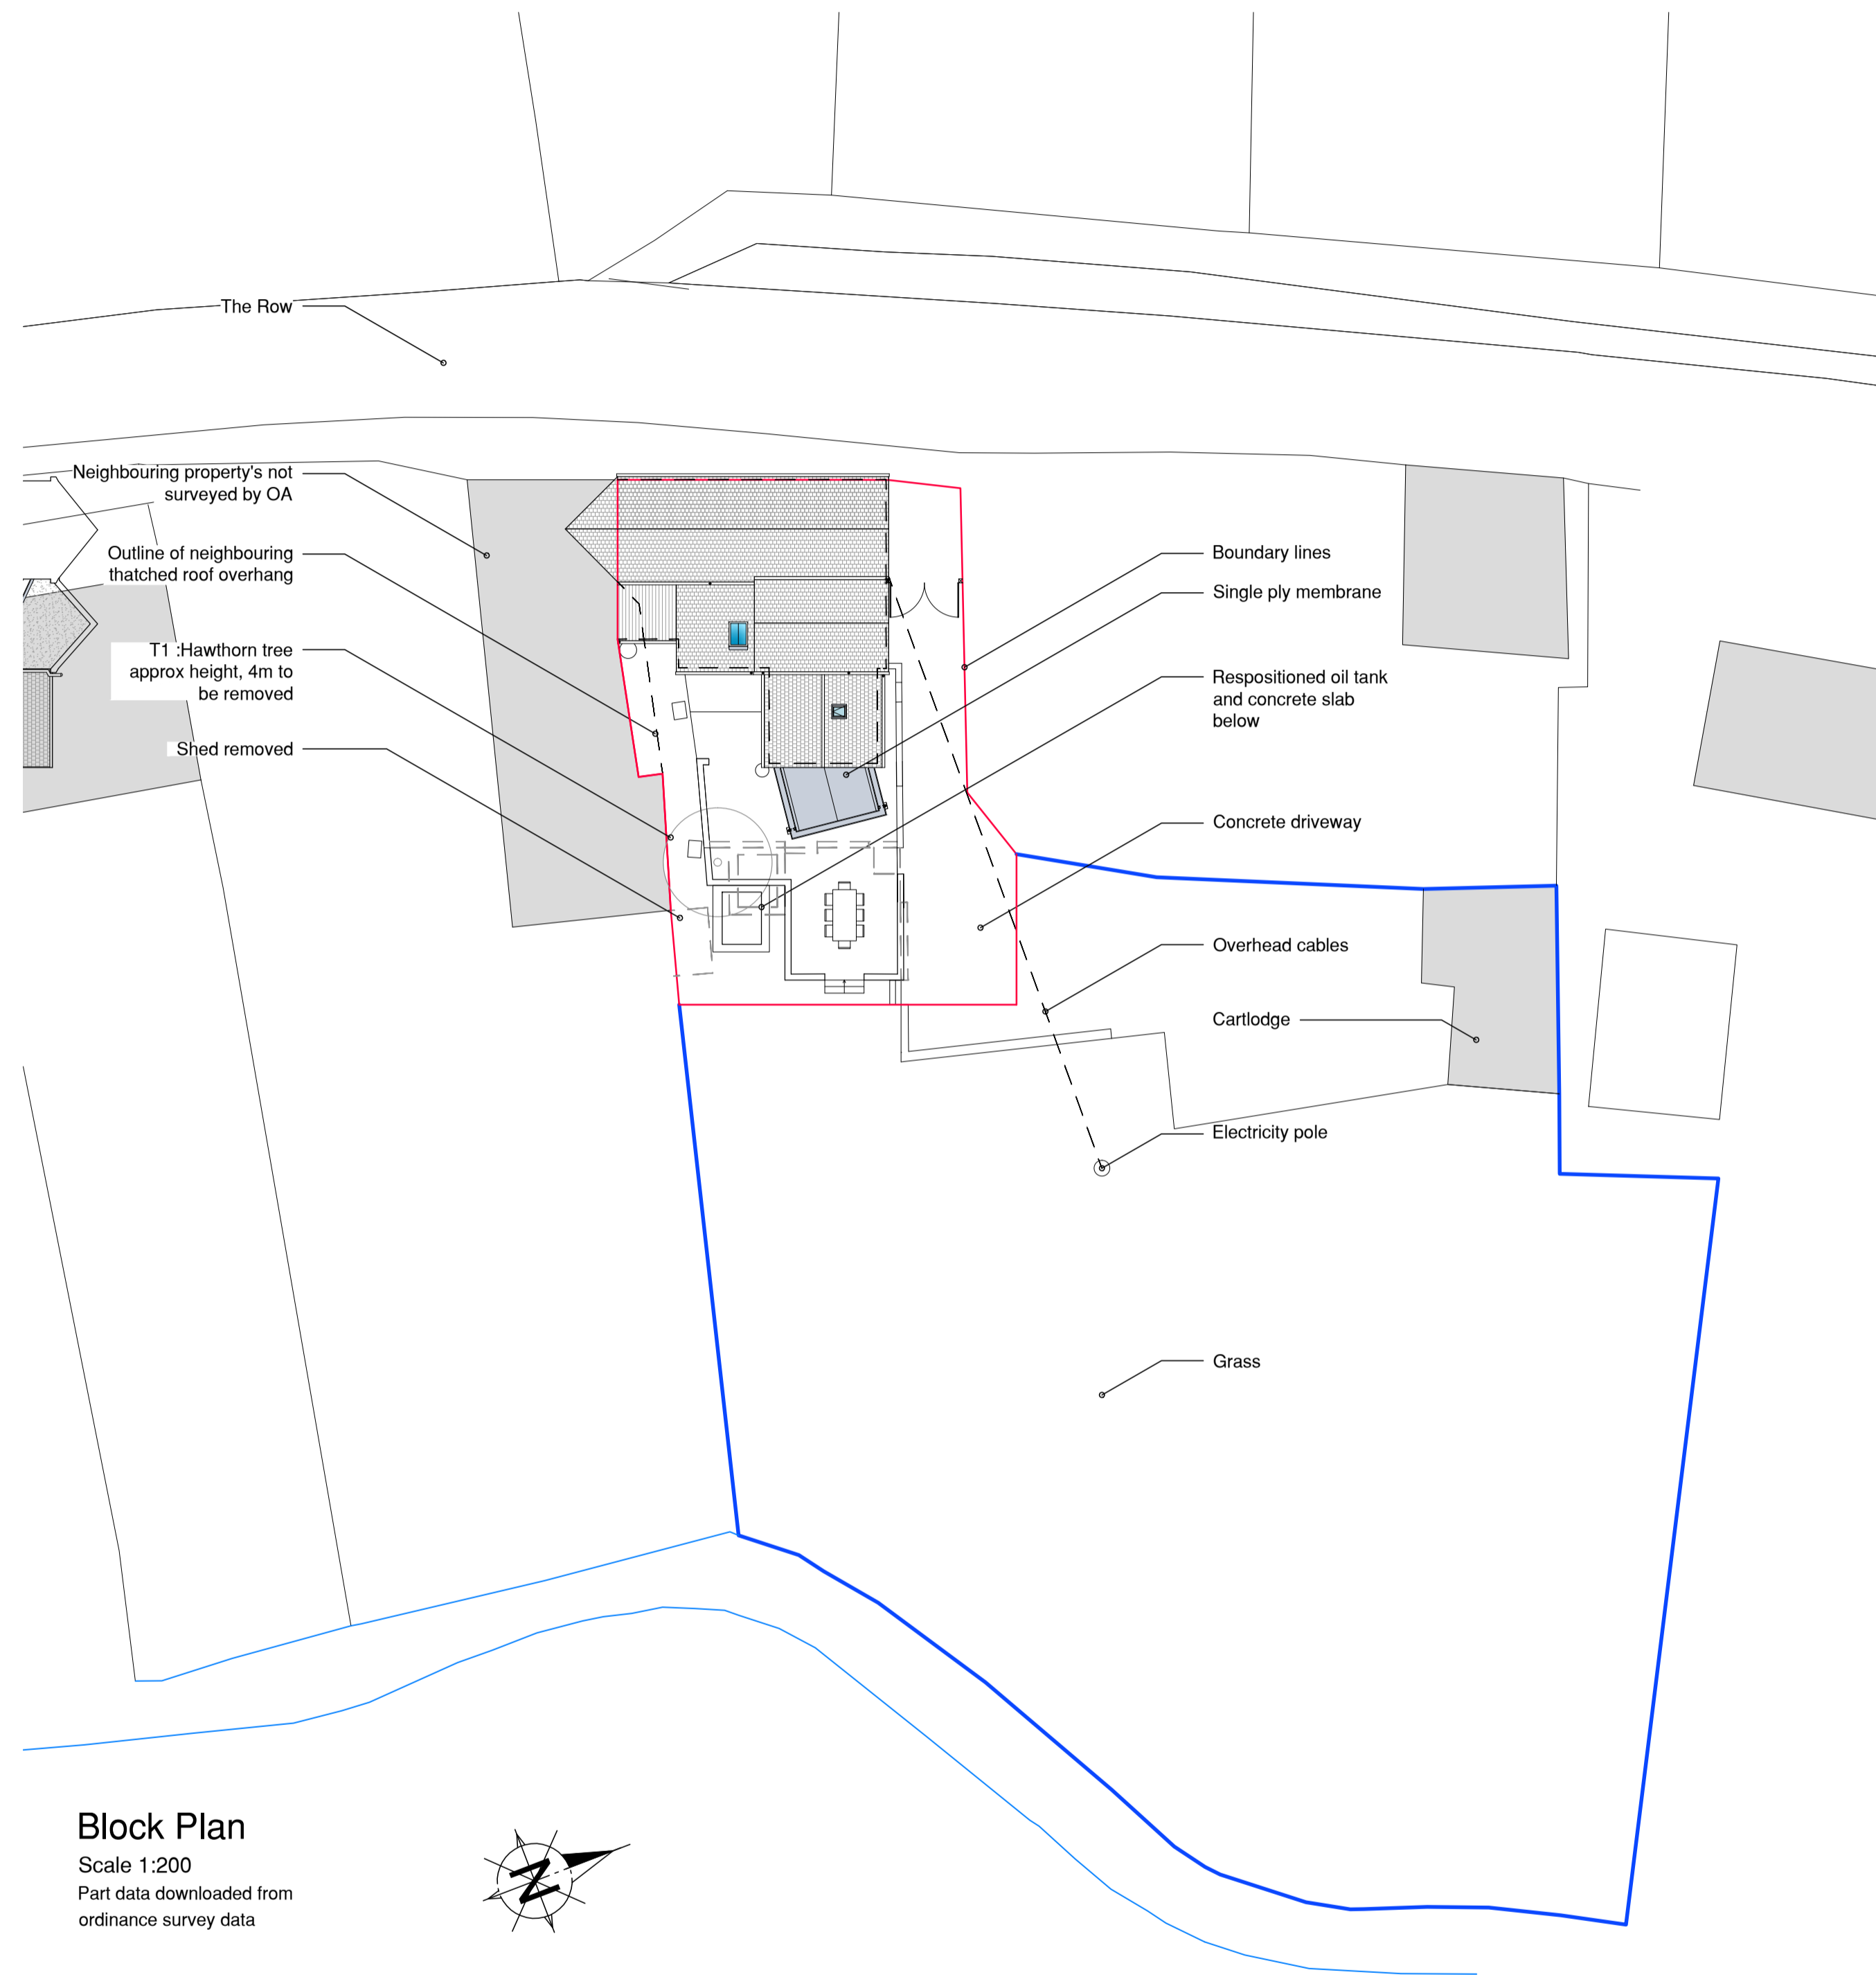 The Row
Neighbouring property's not
surveyed by OA
Outline of neighbouring
thatched roof overhang
T1 :Hawthorn tree
approx height, 4m to
be removed
Shed removed
Boundary lines
Single ply membrane
Respositioned oil tank
and concrete slab
below
Concrete driveway
Overhead cables
Cartlodge
Electricity pole
Grass
Block Plan
Scale 1:200
Part data downloaded from
ordinance survey data
N